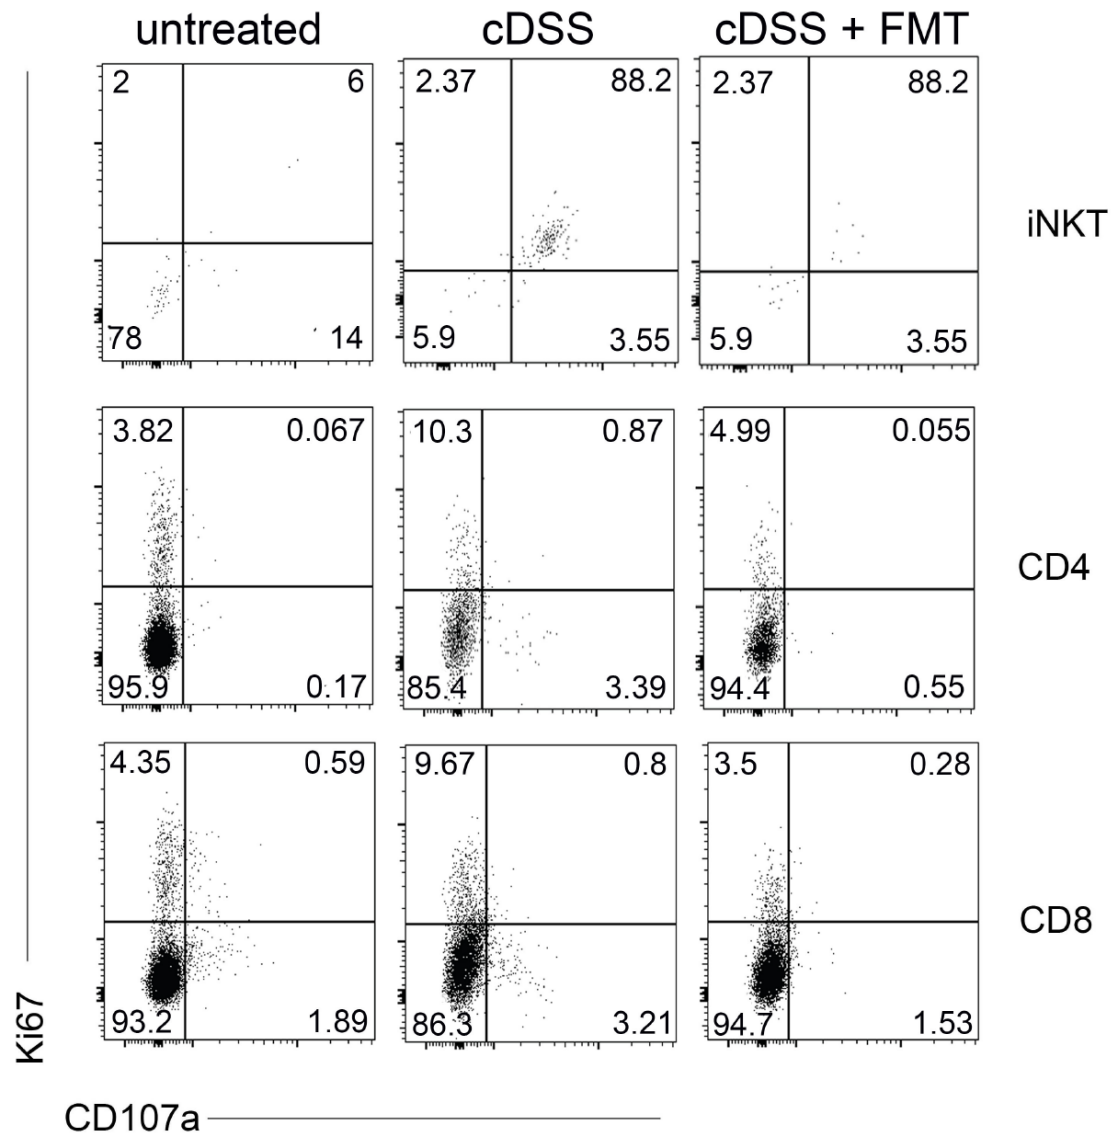 untreated cDSS cDSS + FMT
2 6 2.37 88.2 2.37 88.2
iNKT
78 14 5.9 3.55 5.9 3.55
3.82 0.067 10.3 0.87 4.99 0.055
CD4
95.9 0.17 85.4 3.39 94.4 0.55
4.35 0.59 9.67 0.8 3.5 0.28
CD8
93.2 1.89 86.3 3.21 94.7 1.53
Ki67
CD107a